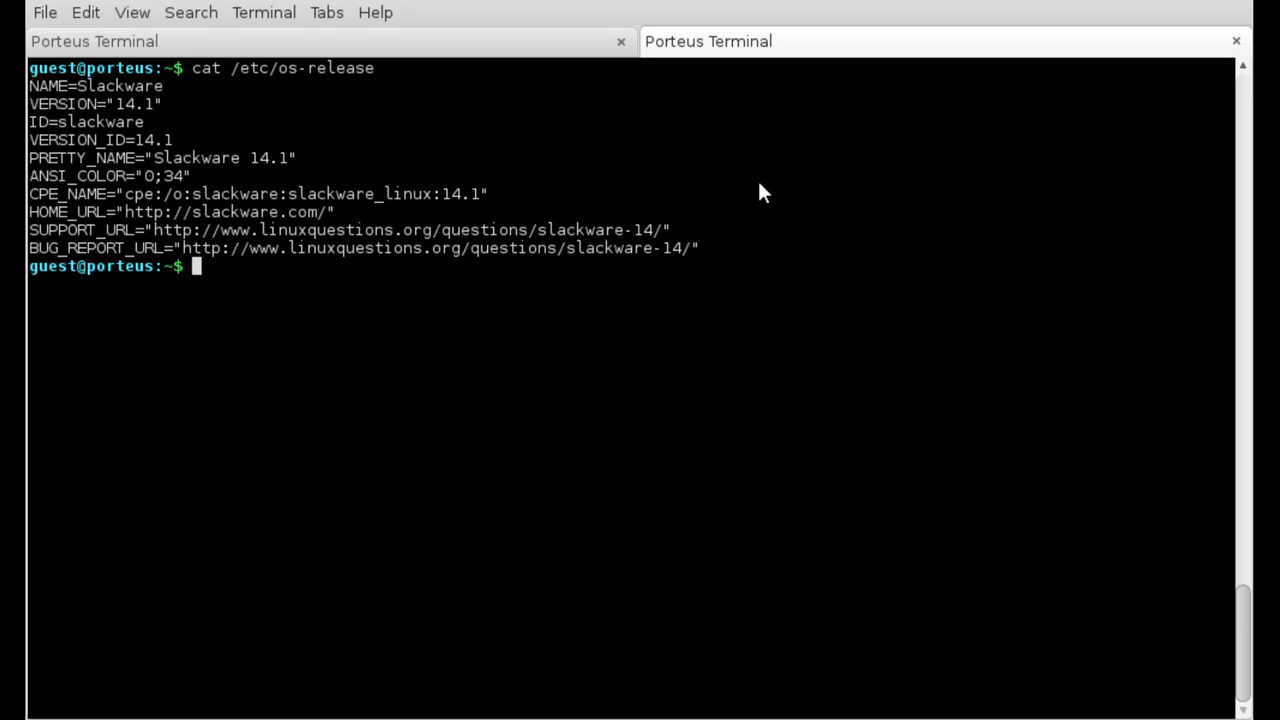 File Edit View Search Terminal Tabs Help
Porteus Terminal × Porteus Terminal ×
guest@porteus:~$ cat /etc/os-release
NAME=Slackware
VERSION="14.1"
ID=slackware
VERSION_ID=14.1
PRETTY_NAME="Slackware 14.1"
ANSI_COLOR="0;34"
CPE_NAME="cpe:/o:slackware:slackware_linux:14.1"
HOME_URL="http://slackware.com/"
SUPPORT_URL="http://www.linuxquestions.org/questions/slackware-14/"
BUG_REPORT_URL="http://www.linuxquestions.org/questions/slackware-14/"
guest@porteus:~$